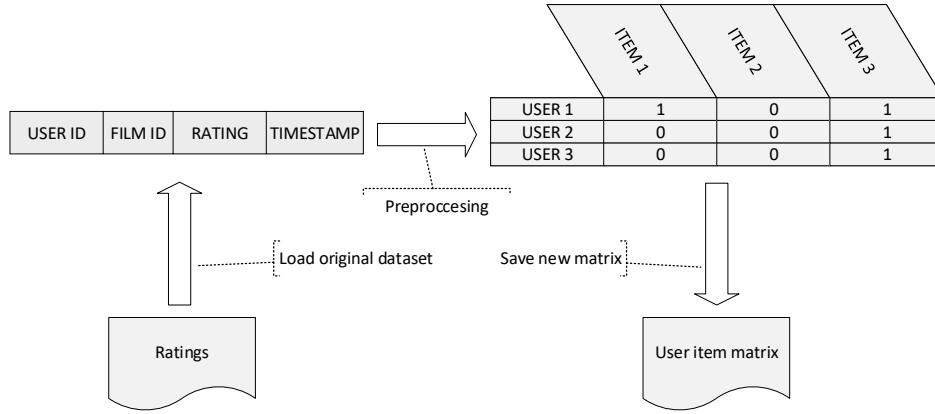 ITEM 1 ITEM 2 ITEM 3
USER ID FILM ID RATING TIMESTAMP
USER 1 1 0 1
USER 2 0 0 1
USER 3 0 0 1
Preproccesing
Load original dataset
Save new matrix
Ratings
User item matrix